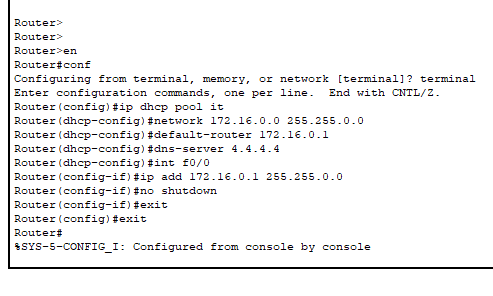 Router>
Router>
Router>en
Router#conf
Configuring from terminal, memory, or network [terminal]? terminal
Enter configuration commands, one per line.  End with CNTL/Z.
Router(config)#ip dhcp pool it
Router(dhcp-config)#network 172.16.0.0 255.255.0.0
Router(dhcp-config)#default-router 172.16.0.1
Router(dhcp-config)#dns-server 4.4.4.4
Router(dhcp-config)#int f0/0
Router(config-if)#ip add 172.16.0.1 255.255.0.0
Router(config-if)#no shutdown
Router(config-if)#exit
Router(config)#exit
Router#
%SYS-5-CONFIG_I: Configured from console by console